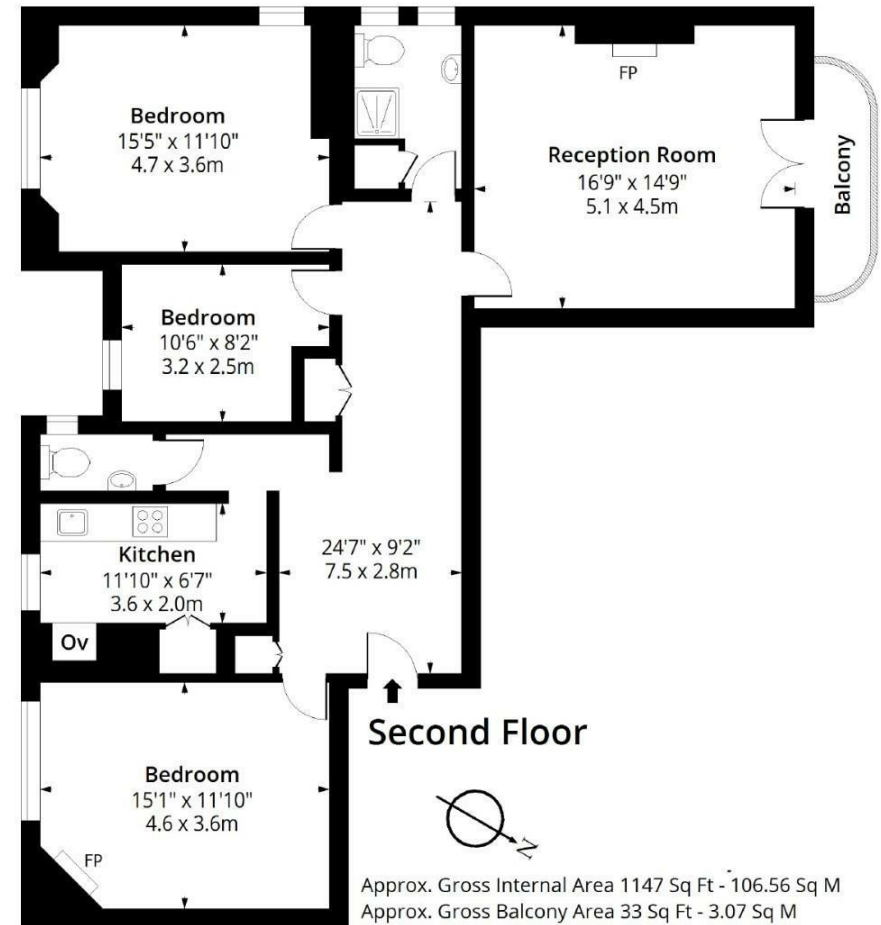 Bedroom
15'5" x 11'10"
4.7 x 3.6m
FP
Reception Room
16'9" x 14'9"
5.1 x 4.5m
Balcony
Bedroom
10'6" x 8'2"
3.2 x 2.5m
Kitchen
11'10" x 6'7"
3.6 x 2.0m
24'7" x 9'2"
7.5 x 2.8m
Ov
Second Floor
Bedroom
15'1" x 11'10"
4.6 x 3.6m
FP
N
Approx. Gross Internal Area 1147 Sq Ft - 106.56 Sq M
Approx. Gross Balcony Area 33 Sq Ft - 3.07 Sq M